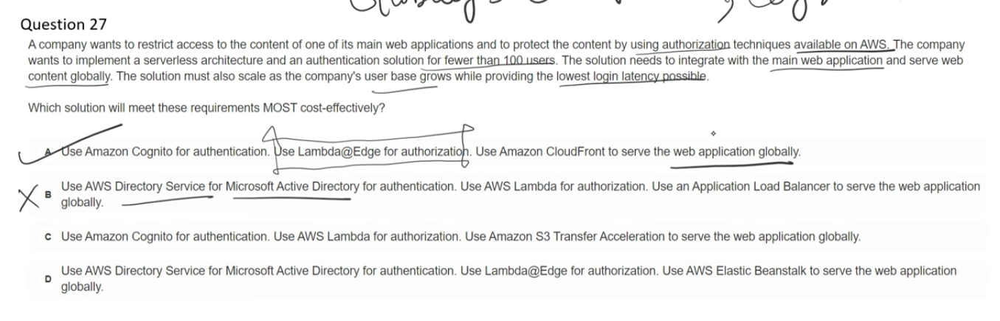 Question 27
A company wants to restrict access to the content of one of its main web applications and to protect the content by using authorization techniques available on AWS. The company
wants to implement a serverless architecture and an authentication solution for fewer than 100 users. The solution needs to integrate with the main web application and serve web
content globally. The solution must also scale as the company's user base grows while providing the lowest login latency possible.
Which solution will meet these requirements MOST cost-effectively?
A Use Amazon Cognito for authentication. Use Lambda@Edge for authorization. Use Amazon CloudFront to serve the web application globally.
B Use AWS Directory Service for Microsoft Active Directory for authentication. Use AWS Lambda for authorization. Use an Application Load Balancer to serve the web application
globally.
C Use Amazon Cognito for authentication. Use AWS Lambda for authorization. Use Amazon S3 Transfer Acceleration to serve the web application globally.
D Use AWS Directory Service for Microsoft Active Directory for authentication. Use Lambda@Edge for authorization. Use AWS Elastic Beanstalk to serve the web application
globally.